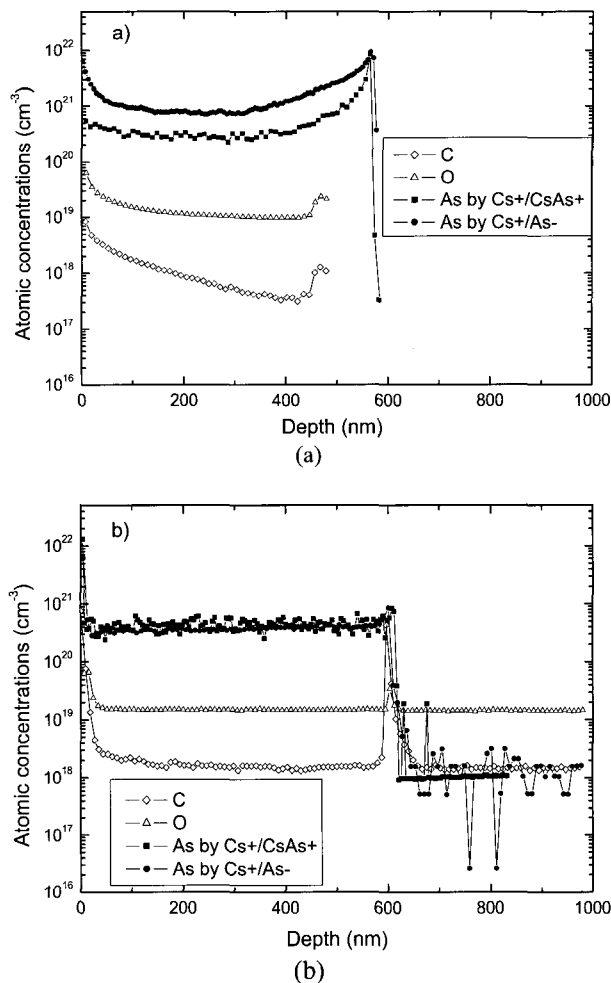 a)
10^22
10^21
10^20
10^19
10^18
10^17
10^16
Atomic concentrations (cm^-3)
C
O
As by Cs+/CsAs+
As by Cs+/As-
0 200 400 600 800 1000
Depth (nm)
(a)
b)
10^22
10^21
10^20
10^19
10^18
10^17
10^16
Atomic concentrations (cm^-3)
C
O
As by Cs+/CsAs+
As by Cs+/As-
0 200 400 600 800 1000
Depth (nm)
(b)